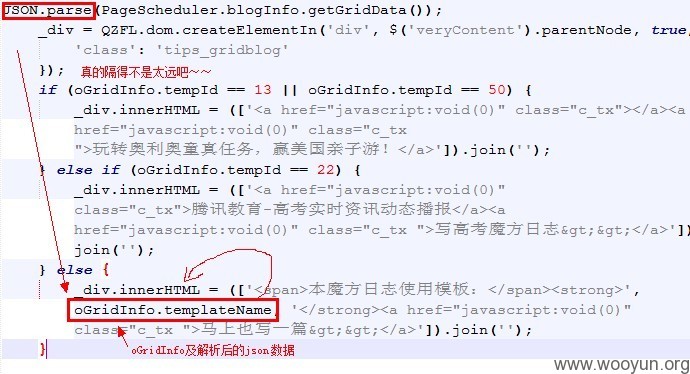 JSON.parse(PageScheduler.blogInfo.getGridData());
_div = QZFL.dom.createElementIn('div', $('veryContent').parentNode, true,
'class': 'tips_gridblog'
}); 真的隔得不是太远吧~~
if (oGridInfo.tempId == 13 || oGridInfo.tempId == 50) {
_div.innerHTML = (['<a href="javascript:void(0)" class="c_tx"></a><a
href="javascript:void(0)" class="c_tx
">玩转奥利奥童真任务，赢美国亲子游！</a>']).join('');
} else if (oGridInfo.tempId == 22) {
_div.innerHTML = (['<a href="javascript:void(0)"
class="c_tx">腾讯教育-高考实时资讯动态播报</a><a
href="javascript:void(0)" class="c_tx ">写高考魔方日志&gt;&gt;</a>']
join('');
} else {
_div.innerHTML = (['<span>本魔方日志使用模板：</span><strong>',
oGridInfo.templateName, '</strong><a href="javascript:void(0)"
class="c_tx ">马上也写一篇&gt;&gt;</a>']).join('');
} oGridInfo及解析后的json数据
www.wooyun.org